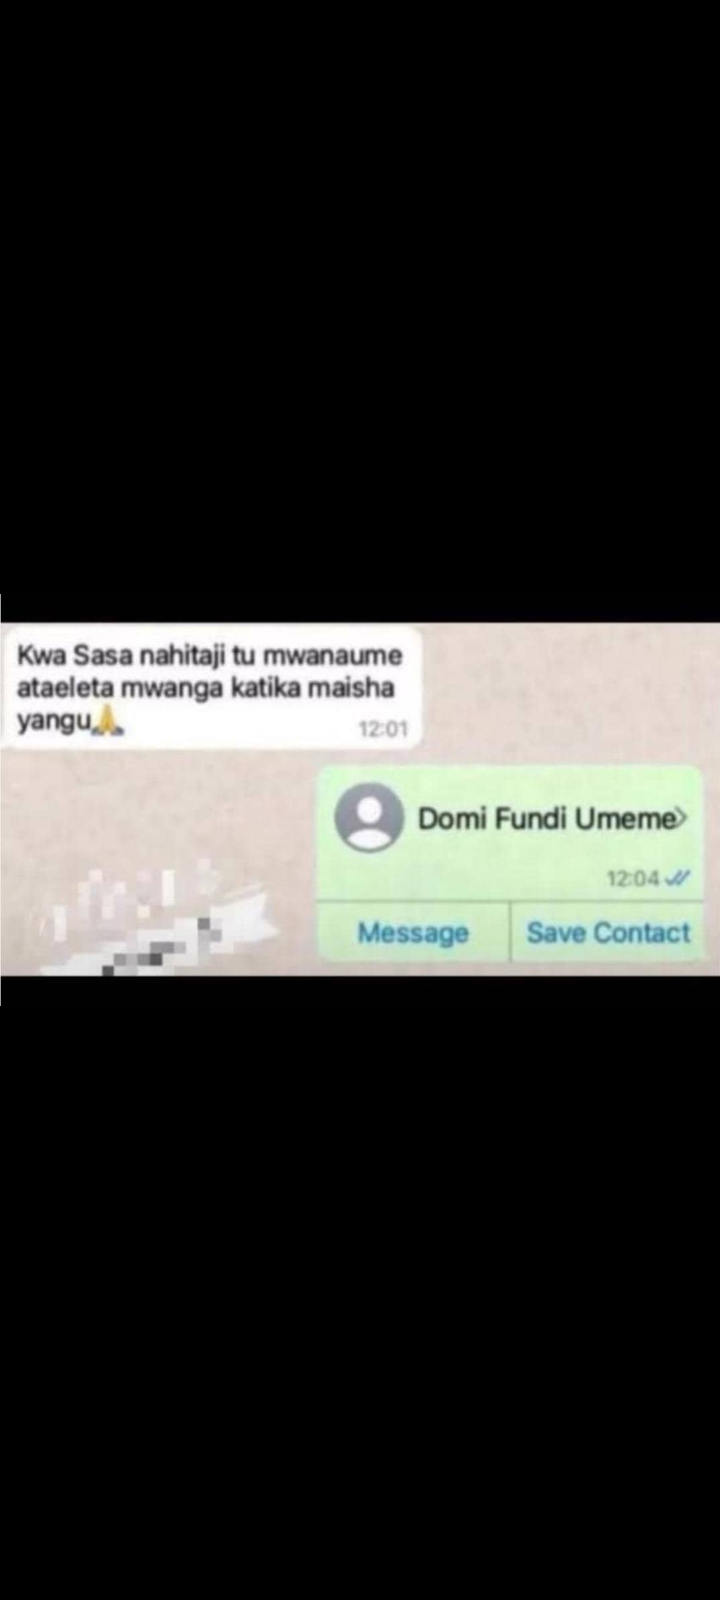 Kwa Sasa nahitaji tu mwanaume
ataeleta mwanga katika maisha
yangu🙏
12:01
Domi Fundi Umeme
12:04
Message
Save Contact